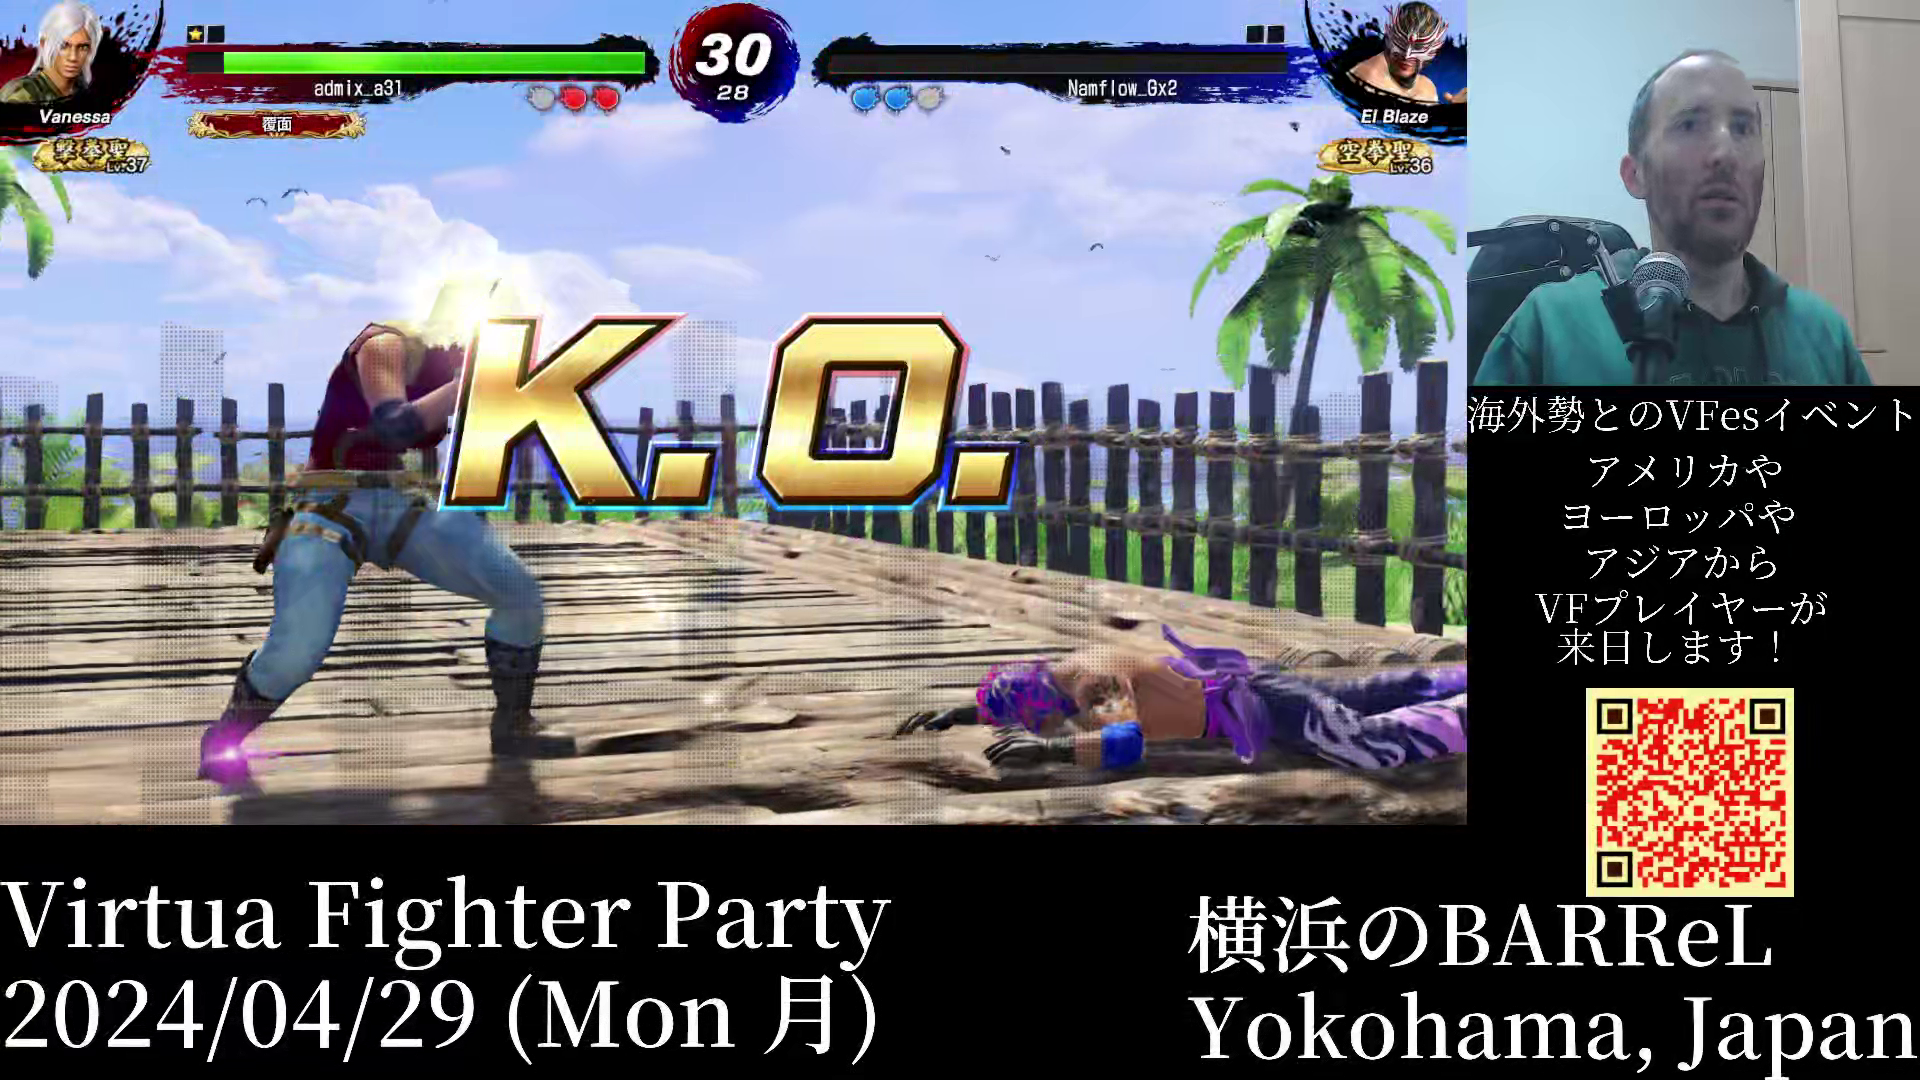 30
28
admix_a31
Namflow_Gx2
Vanessa
El Blaze
覆面
撃拳聖
Lv.37
空拳聖
Lv.36
K.O.
海外勢とのVFesイベント
アメリカや
ヨーロッパや
アジアから
VFプレイヤーが
来日します！
Virtua Fighter Party
2024/04/29 (Mon 月)
横浜のBARReL
Yokohama, Japan